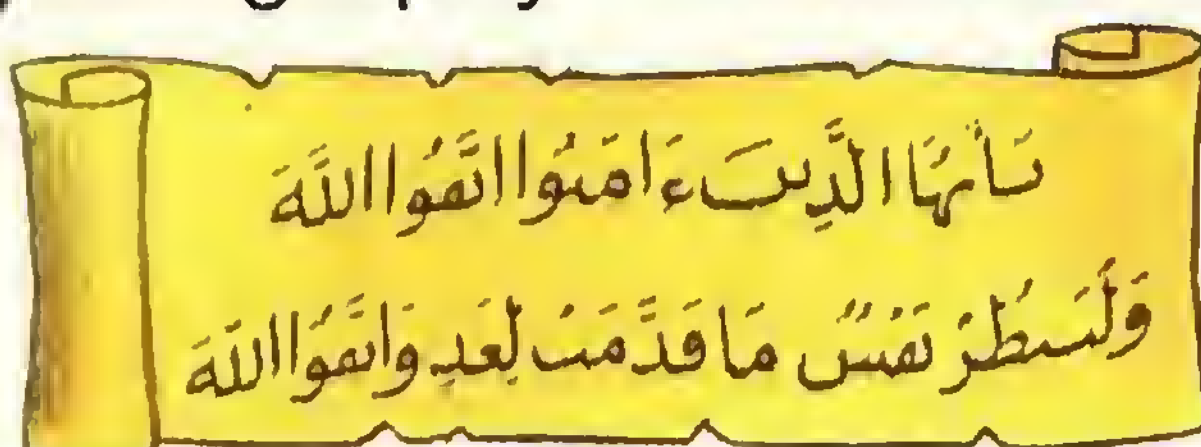 يَأَيُّهَا الَّذِينَ ءَامَنُوا اتَّقُوا اللَّهَ
وَلْتَنظُرْ نَفْسٌ مَا قَدَّمَتْ لِغَدٍ وَاتَّقُوا اللَّهَ